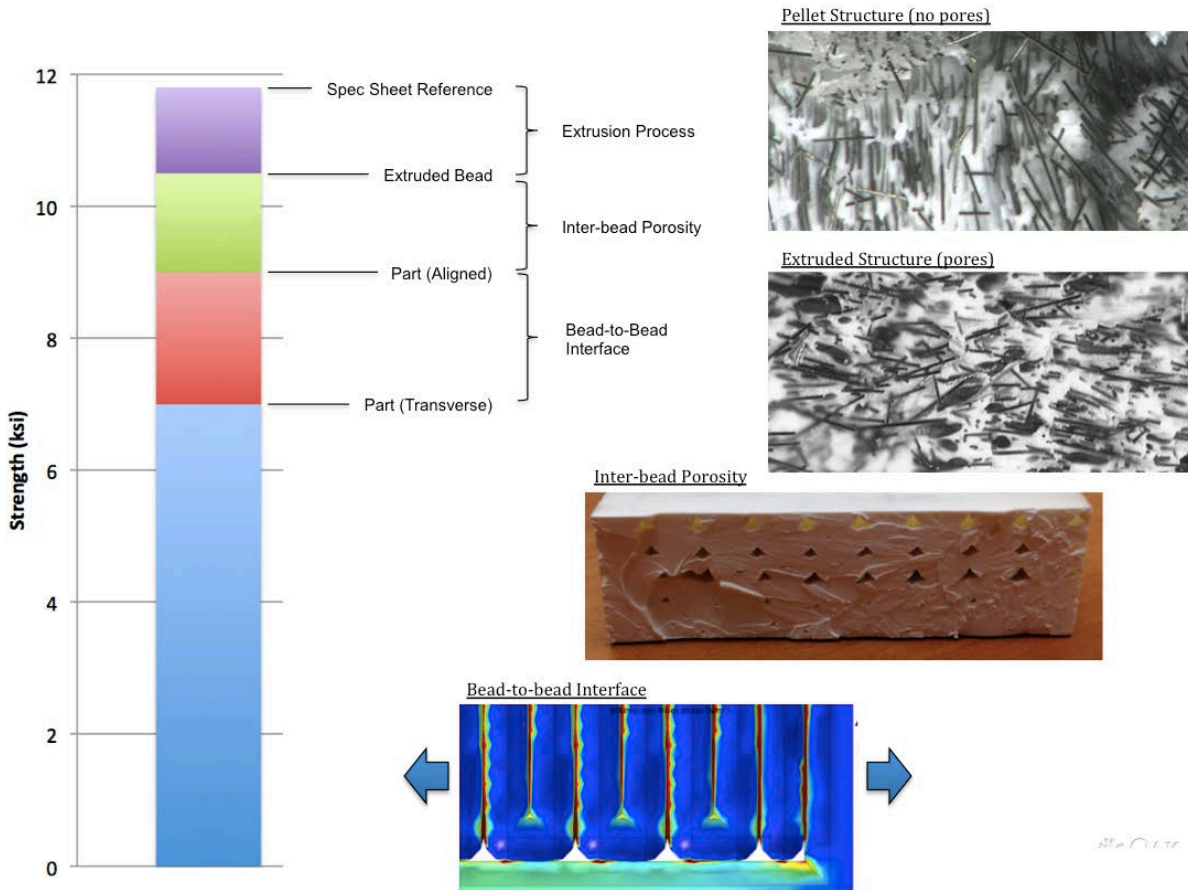 Pellet Structure (no pores)
12
10
8
6
4
2
0
Strength (ksi)
Spec Sheet Reference
Extruded Bead
Part (Aligned)
Part (Transverse)
Extrusion Process
Inter-bead Porosity
Bead-to-Bead
Interface
Extruded Structure (pores)
Inter-bead Porosity
Bead-to-bead Interface